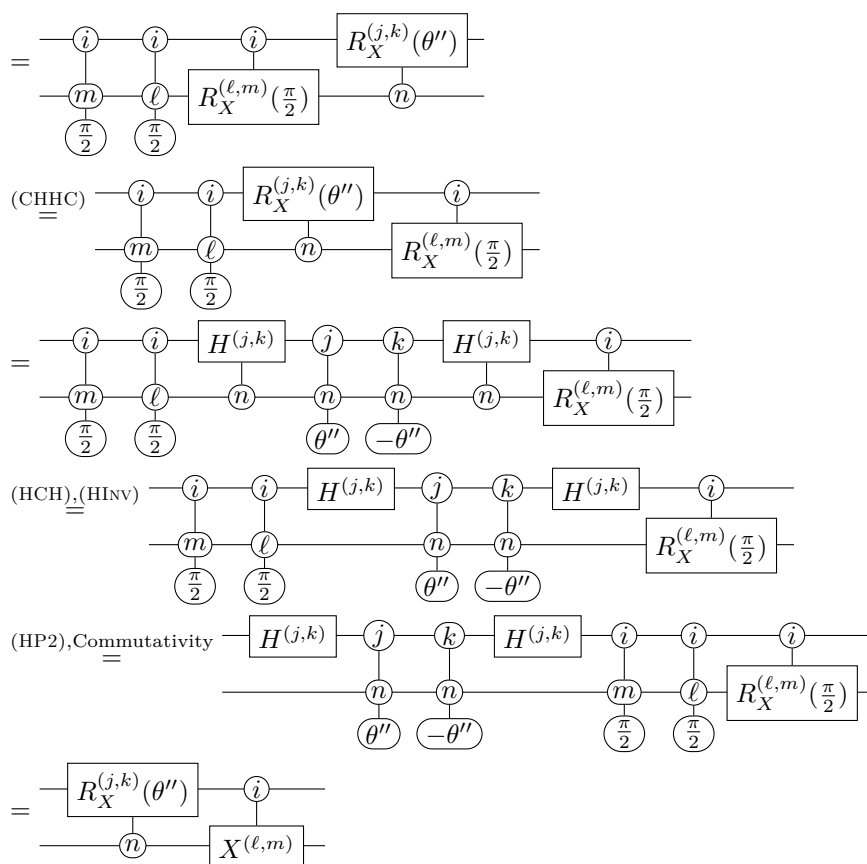 i i i R_X^{(j,k)}(θ″)
= m ℓ R_X^{(ℓ,m)}(π/2) n
π/2 π/2
i i R_X^{(j,k)}(θ″) i
(CHHC) = m ℓ n R_X^{(ℓ,m)}(π/2)
π/2 π/2
i i H^{(j,k)} j k H^{(j,k)} i
= m ℓ n n n n R_X^{(ℓ,m)}(π/2)
π/2 π/2 θ″ −θ″
i i H^{(j,k)} j k H^{(j,k)} i
(HCH),(HINV) = m ℓ n n R_X^{(ℓ,m)}(π/2)
π/2 π/2 θ″ −θ″
H^{(j,k)} j k H^{(j,k)} i i i
(HP2),Commutativity = n n m ℓ R_X^{(ℓ,m)}(π/2)
θ″ −θ″ π/2 π/2
R_X^{(j,k)}(θ″) i
= n X^{(ℓ,m)}